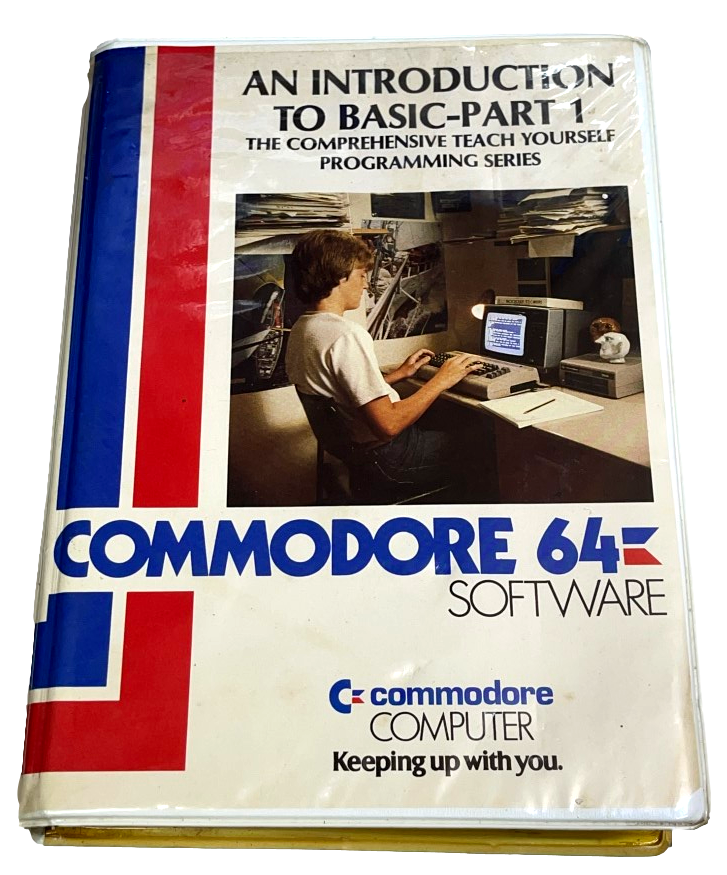 AN INTRODUCTION
TO BASIC-PART 1
THE COMPREHENSIVE TEACH YOURSELF
PROGRAMMING SERIES
COMMODORE 64
SOFTWARE
commodore
COMPUTER
Keeping up with you.